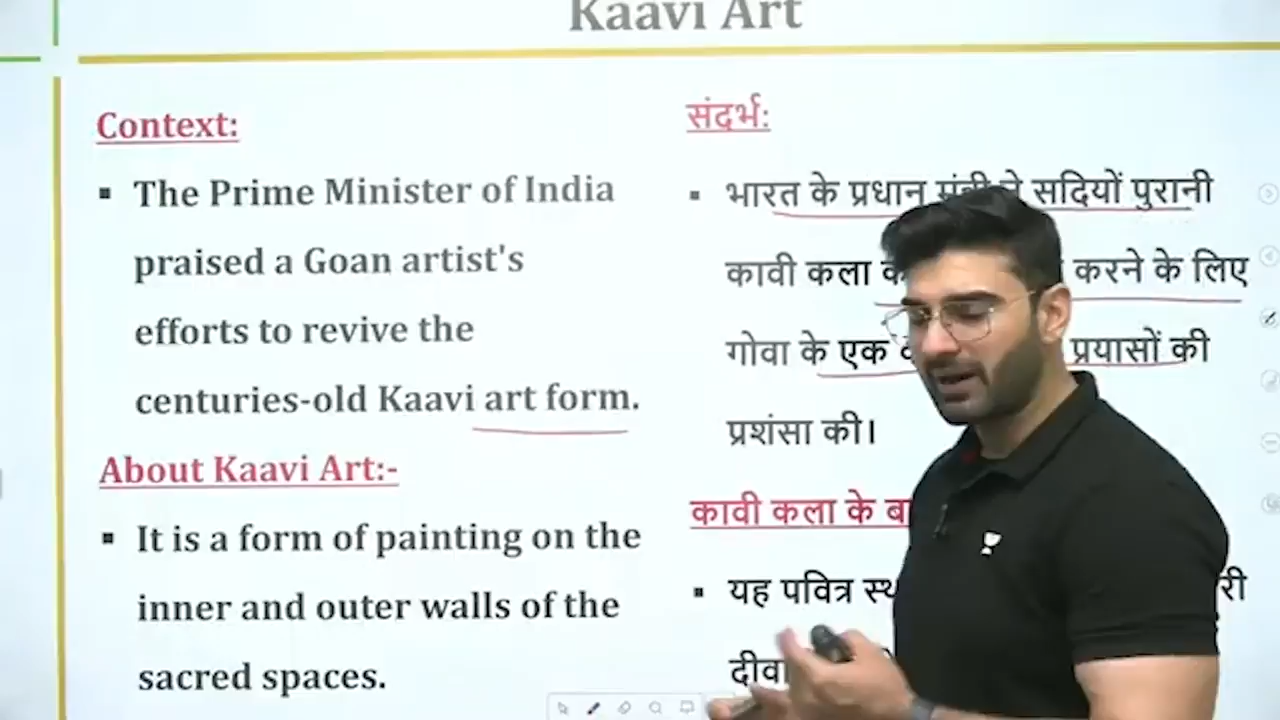 Kaavi Art
Context:
The Prime Minister of India
praised a Goan artist's
efforts to revive the
centuries-old Kaavi art form.
About Kaavi Art:-
It is a form of painting on the
inner and outer walls of the
sacred spaces.
संदर्भ:
भारत के प्रधान सदियों पुरानी
कावी कला करने के लिए
गोवा के एक प्रयासों की
प्रशंसा की।
कावी कला के
यह पवित्र